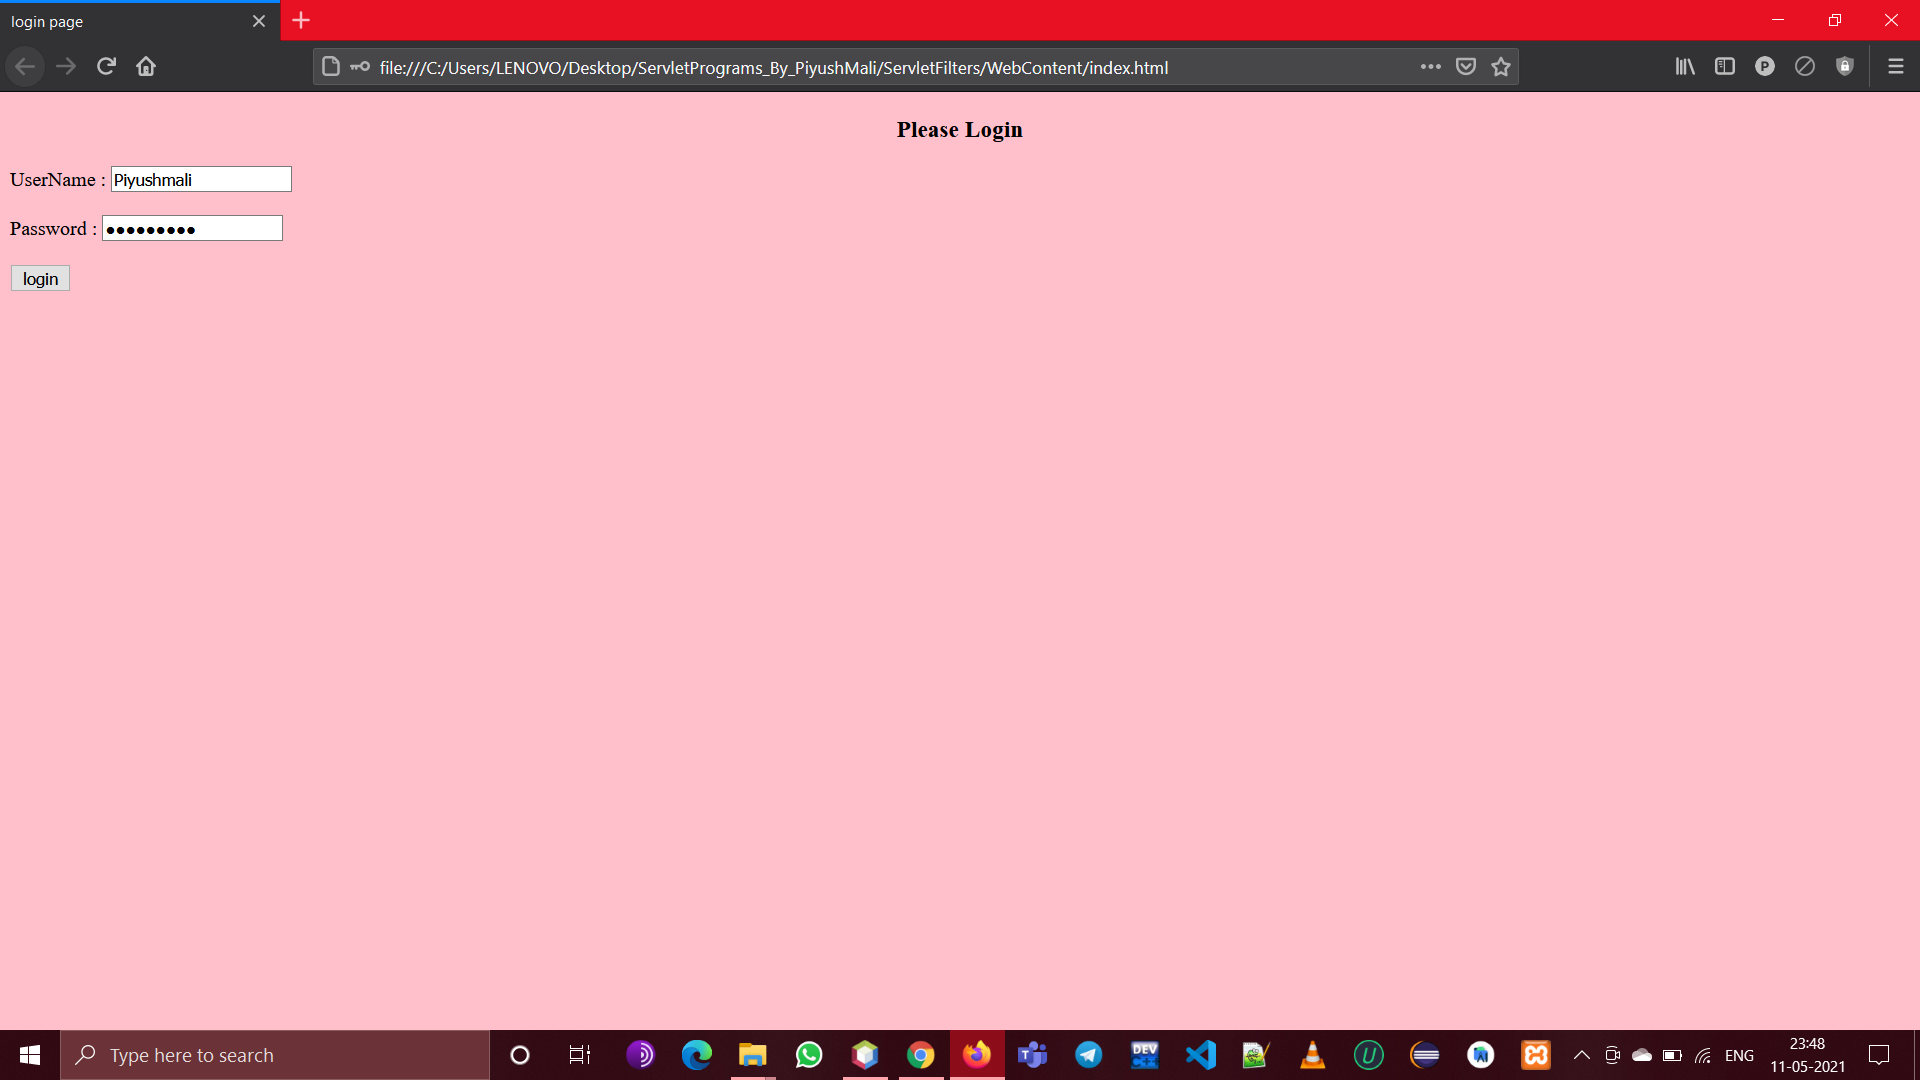 login page
file:///C:/Users/LENOVO/Desktop/ServletPrograms_By_PiyushMali/ServletFilters/WebContent/index.html
Please Login
UserName : Piyushmali
Password : ●●●●●●●●●
login
Type here to search
DEV
ENG
23:48
11-05-2021